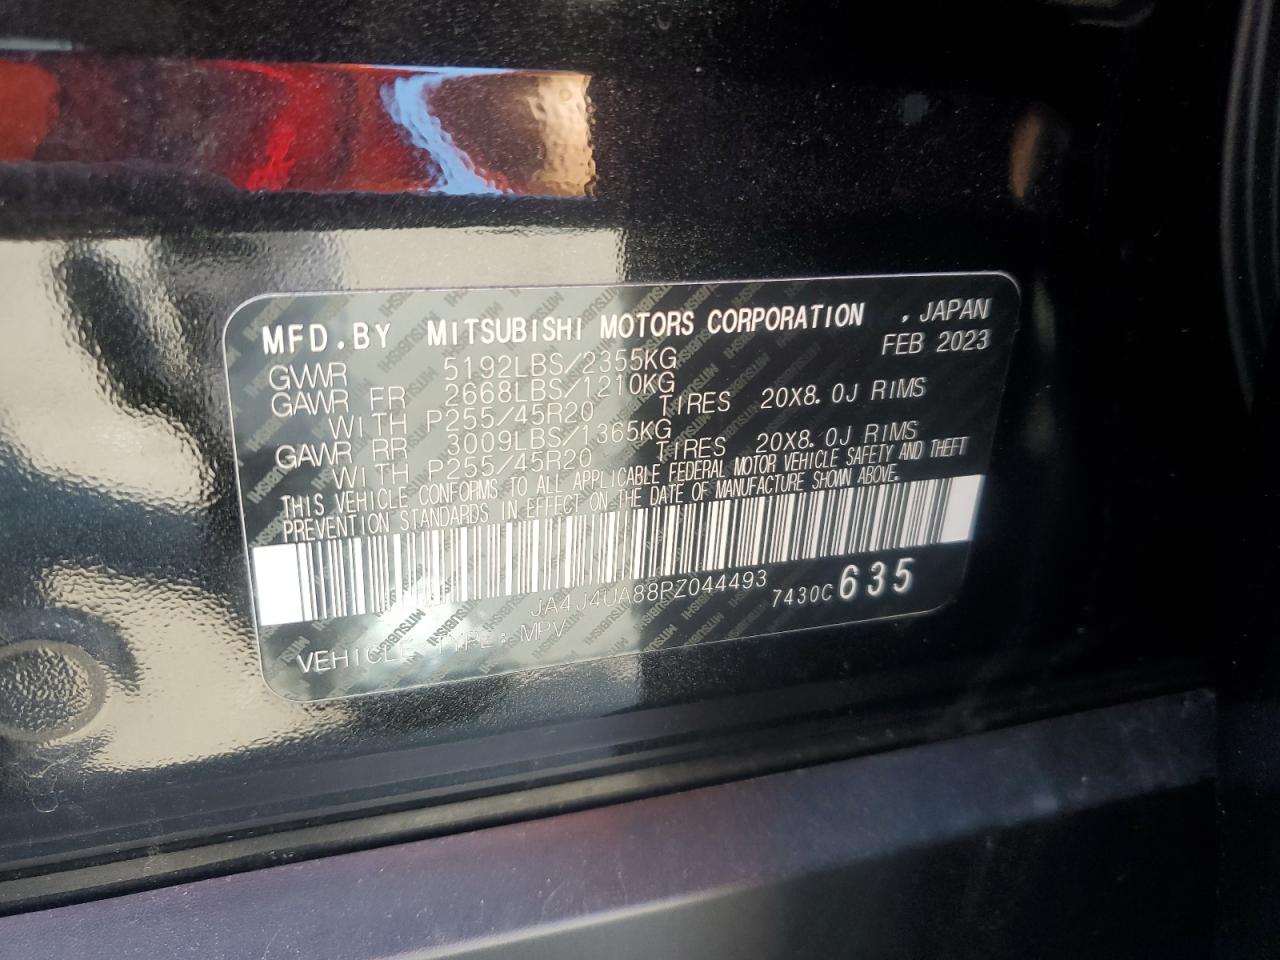 MFD.BY MITSUBISHI MOTORS CORPORATION , JAPAN
FEB 2023
GVWR 5192LBS/2355KG
GAWR FR 2668LBS/1210KG
WITH P255/45R20 TIRES 20X8.0J RIMS
GAWR RR 3009LBS/1365KG
WITH P255/45R20 TIRES 20X8.0J RIMS
THIS VEHICLE CONFORMS TO ALL APPLICABLE FEDERAL MOTOR VEHICLE SAFETY AND THEFT
PREVENTION STANDARDS IN EFFECT ON THE DATE OF MANUFACTURE SHOWN ABOVE.
JA4J4UA88PZ044493 7430C 635
VEHICLE TYPE: MPV